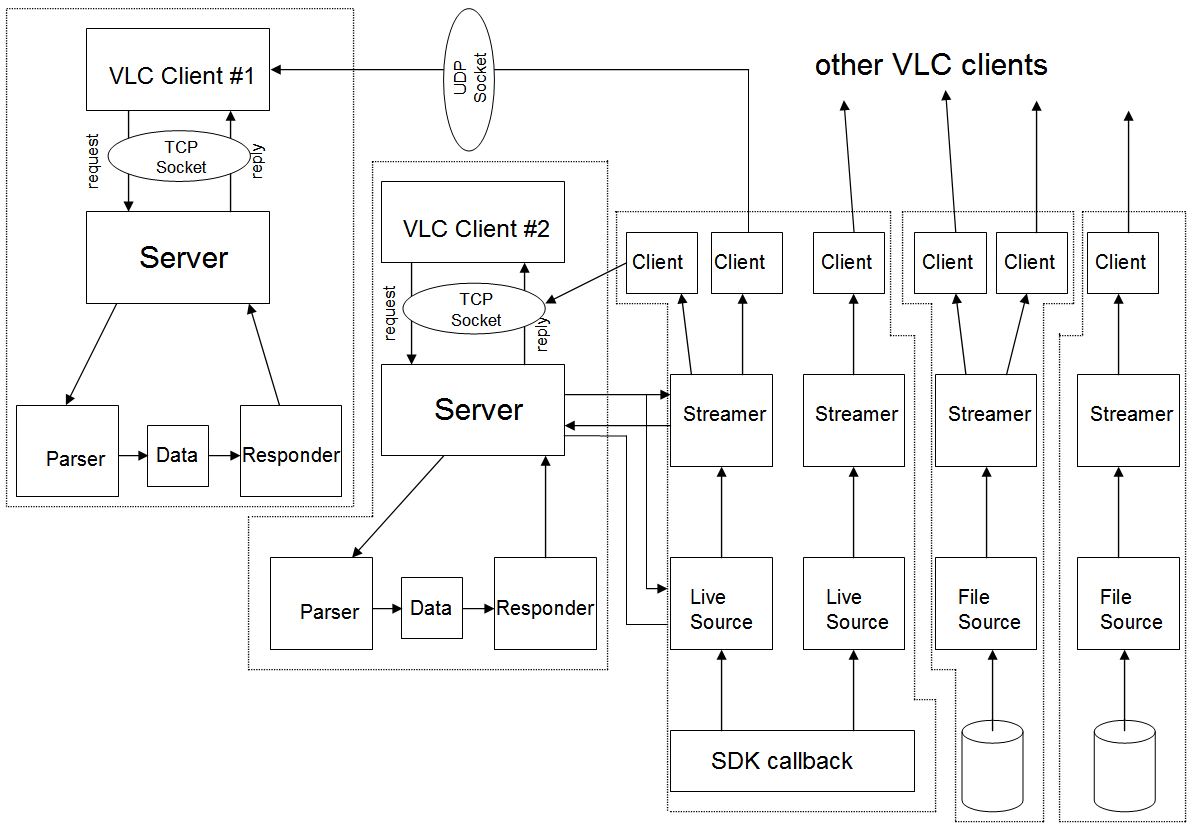 VLC Client #1
request
TCP
Socket
reply
Server
Parser
Data
Responder
UDP
Socket
other VLC clients
VLC Client #2
request
TCP
Socket
reply
Server
Parser
Data
Responder
Client
Client
Client
Client
Client
Client
Streamer
Streamer
Streamer
Streamer
Live
Source
Live
Source
File
Source
File
Source
SDK callback